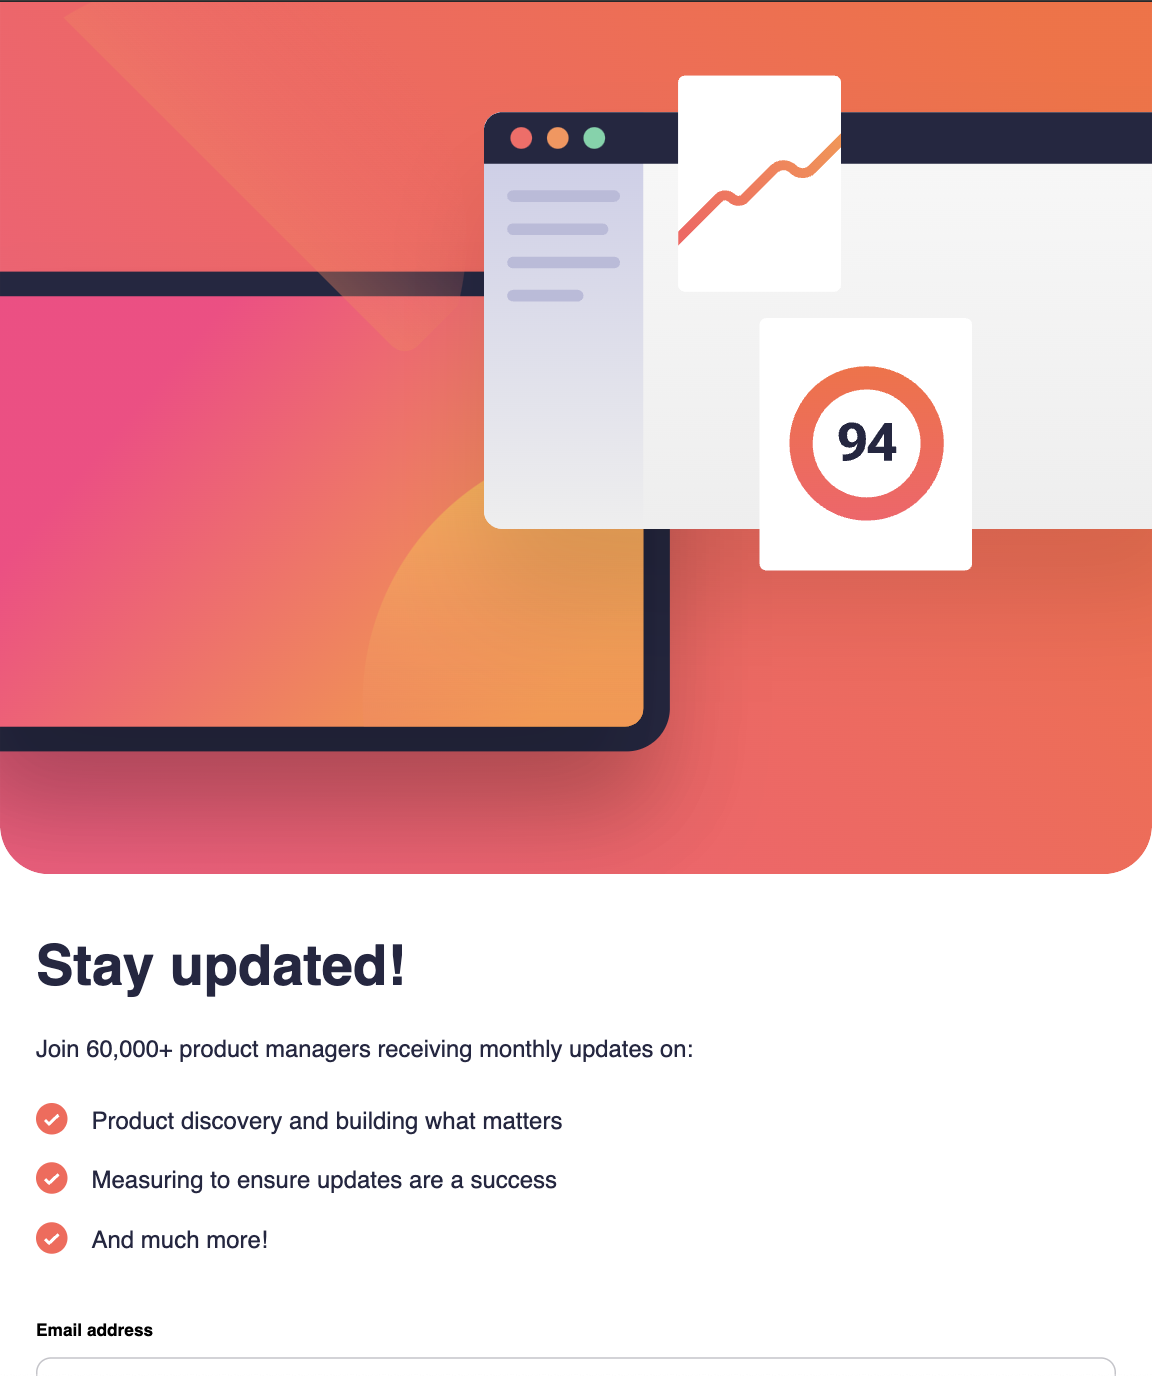 94
Stay updated!
Join 60,000+ product managers receiving monthly updates on:
Product discovery and building what matters
Measuring to ensure updates are a success
And much more!
Email address